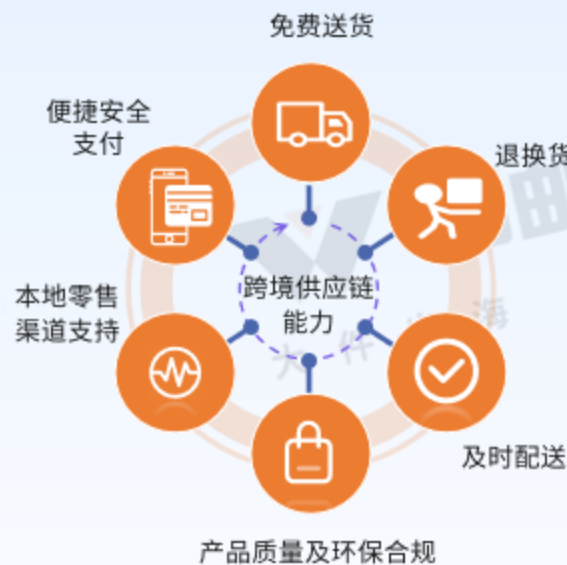 免费送货
便捷安全
支付
退换货
跨境供应链
能力
本地零售
渠道支持
及时配送
产品质量及环保合规